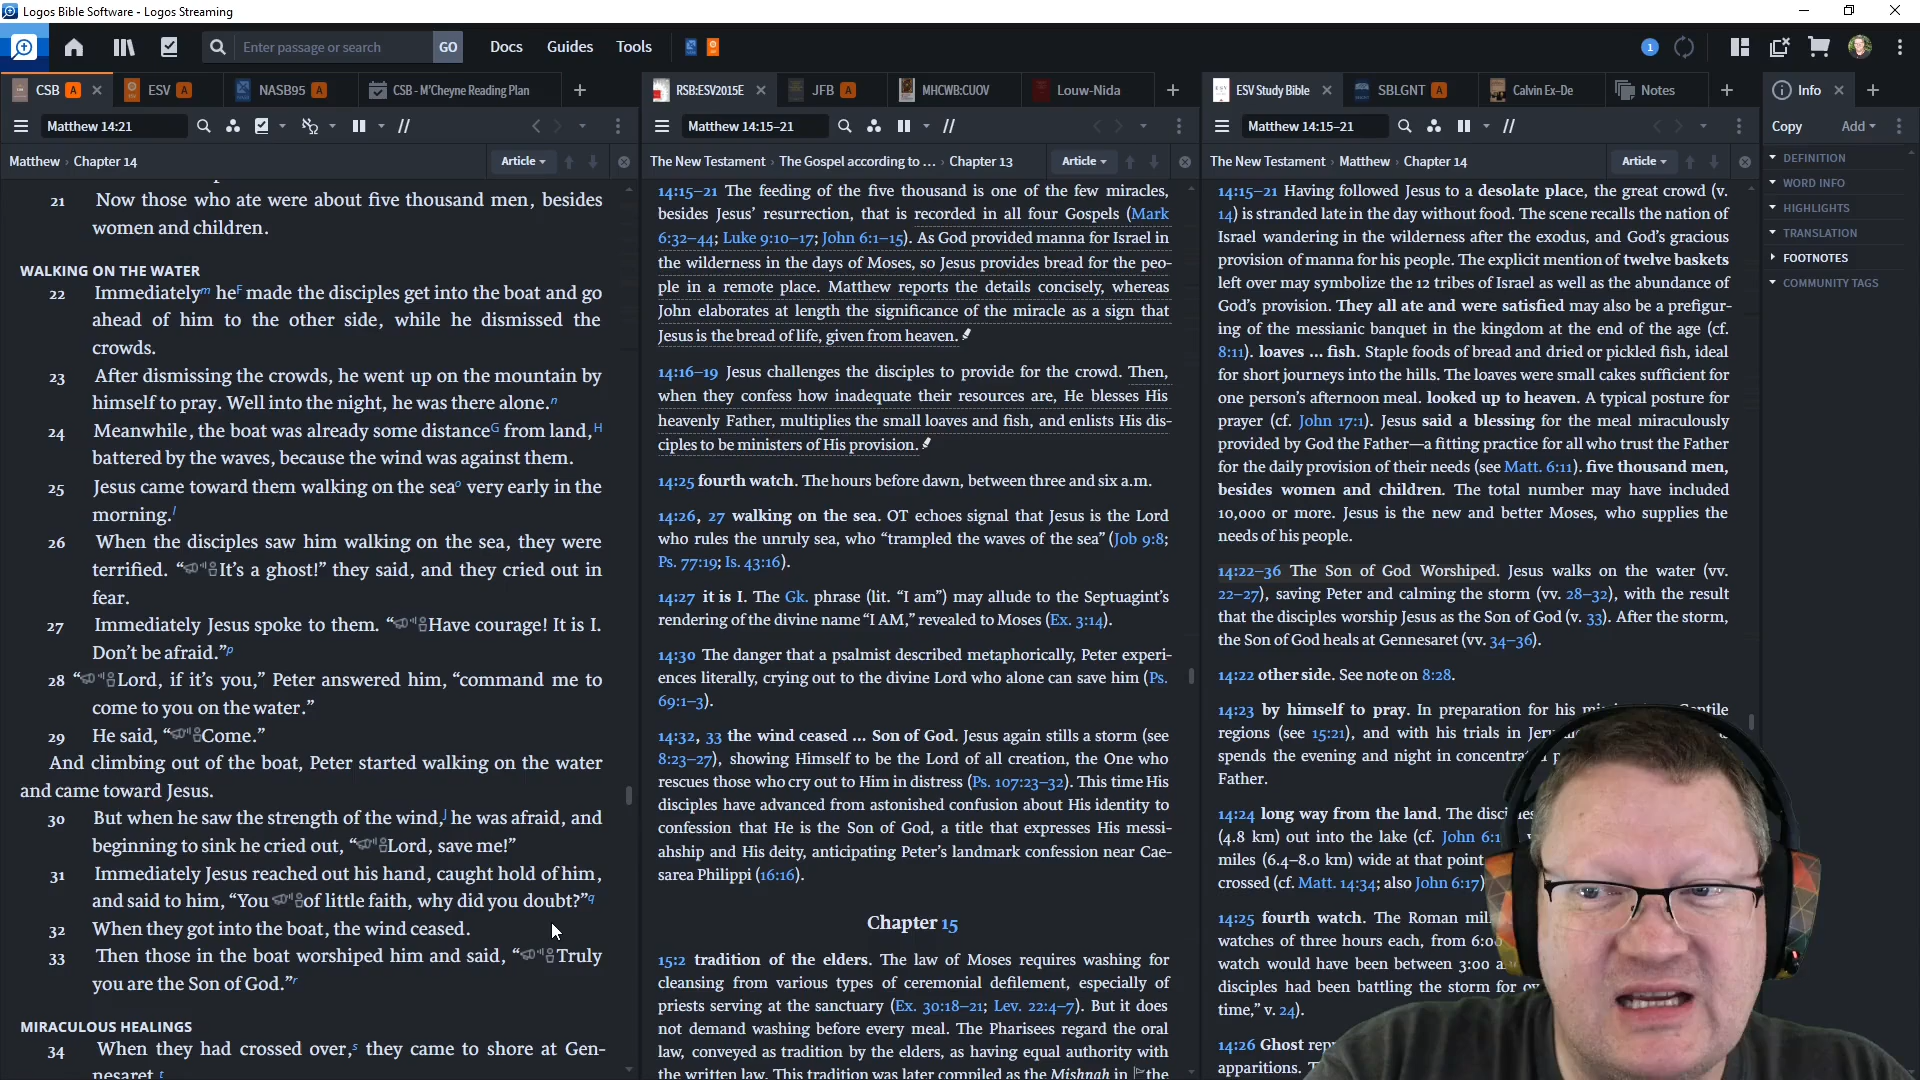 Logos Bible Software - Logos Streaming
Enter passage or search
GO
Docs
Guides
Tools
1
CSB A
ESV A
NASB95 A
CSB - M'Cheyne Reading Plan
Matthew 14:21
Matthew › Chapter 14
Article
21 Now those who ate were about five thousand men, besides
women and children.
WALKING ON THE WATER
22 Immediatelyᵐ heF made the disciples get into the boat and go
ahead of him to the other side, while he dismissed the
crowds.
23 After dismissing the crowds, he went up on the mountain by
himself to pray. Well into the night, he was there alone.ⁿ
24 Meanwhile, the boat was already some distanceG from land,H
battered by the waves, because the wind was against them.
25 Jesus came toward them walking on the seaᵒ very early in the
morning.I
26 When the disciples saw him walking on the sea, they were
terrified. “It’s a ghost!” they said, and they cried out in
fear.
27 Immediately Jesus spoke to them. “Have courage! It is I.
Don’t be afraid.”ᵖ
28 “Lord, if it’s you,” Peter answered him, “command me to
come to you on the water.”
29 He said, “Come.”
And climbing out of the boat, Peter started walking on the water
and came toward Jesus.
30 But when he saw the strength of the wind,J he was afraid, and
beginning to sink he cried out, “Lord, save me!”
31 Immediately Jesus reached out his hand, caught hold of him,
and said to him, “You of little faith, why did you doubt?”q
32 When they got into the boat, the wind ceased.
33 Then those in the boat worshiped him and said, “Truly
you are the Son of God.”r
MIRACULOUS HEALINGS
34 When they had crossed over,s they came to shore at Gen-
nesaret.t
RSB:ESV2015E
JFB A
MHCWB:CUOV
Louw-Nida
Matthew 14:15–21
The New Testament › The Gospel according to ... › Chapter 13
Article
14:15–21 The feeding of the five thousand is one of the few miracles,
besides Jesus’ resurrection, that is recorded in all four Gospels (Mark
6:32–44; Luke 9:10–17; John 6:1–15). As God provided manna for Israel in
the wilderness in the days of Moses, so Jesus provides bread for the peo-
ple in a remote place. Matthew reports the details concisely, whereas
John elaborates at length the significance of the miracle as a sign that
Jesus is the bread of life, given from heaven.
14:16–19 Jesus challenges the disciples to provide for the crowd. Then,
when they confess how inadequate their resources are, He blesses His
heavenly Father, multiplies the small loaves and fish, and enlists His dis-
ciples to be ministers of His provision.
14:25 fourth watch. The hours before dawn, between three and six a.m.
14:26, 27 walking on the sea. OT echoes signal that Jesus is the Lord
who rules the unruly sea, who “trampled the waves of the sea” (Job 9:8;
Ps. 77:19; Is. 43:16).
14:27 it is I. The Gk. phrase (lit. “I am”) may allude to the Septuagint’s
rendering of the divine name “I AM,” revealed to Moses (Ex. 3:14).
14:30 The danger that a psalmist described metaphorically, Peter experi-
ences literally, crying out to the divine Lord who alone can save him (Ps.
69:1–3).
14:32, 33 the wind ceased ... Son of God. Jesus again stills a storm (see
8:23–27), showing Himself to be the Lord of all creation, the One who
rescues those who cry out to Him in distress (Ps. 107:23–32). This time His
disciples have advanced from astonished confusion about His identity to
confession that He is the Son of God, a title that expresses His messi-
ahship and His deity, anticipating Peter’s landmark confession near Cae-
sarea Philippi (16:16).
Chapter 15
15:2 tradition of the elders. The law of Moses requires washing for
cleansing from various types of ceremonial defilement, especially of
priests serving at the sanctuary (Ex. 30:18–21; Lev. 22:4–7). But it does
not demand washing before every meal. The Pharisees regard the oral
law, conveyed as tradition by the elders, as having equal authority with
the written law. This tradition was later compiled as the Mishnah in the
ESV Study Bible
SBLGNT A
Calvin Ex-De
Notes
Matthew 14:15–21
The New Testament › Matthew › Chapter 14
Article
14:15–21 Having followed Jesus to a desolate place, the great crowd (v.
14) is stranded late in the day without food. The scene recalls the nation of
Israel wandering in the wilderness after the exodus, and God’s gracious
provision of manna for his people. The explicit mention of twelve baskets
left over may symbolize the 12 tribes of Israel as well as the abundance of
God’s provision. They all ate and were satisfied may also be a prefigur-
ing of the messianic banquet in the kingdom at the end of the age (cf.
8:11). loaves ... fish. Staple foods of bread and dried or pickled fish, ideal
for short journeys into the hills. The loaves were small cakes sufficient for
one person’s afternoon meal. looked up to heaven. A typical posture for
prayer (cf. John 17:1). Jesus said a blessing for the meal miraculously
provided by God the Father—a fitting practice for all who trust the Father
for the daily provision of their needs (see Matt. 6:11). five thousand men,
besides women and children. The total number may have included
10,000 or more. Jesus is the new and better Moses, who supplies the
needs of his people.
14:22–36 The Son of God Worshiped. Jesus walks on the water (vv.
22–27), saving Peter and calming the storm (vv. 28–32), with the result
that the disciples worship Jesus as the Son of God (v. 33). After the storm,
the Son of God heals at Gennesaret (vv. 34–36).
14:22 other side. See note on 8:28.
14:23 by himself to pray. In preparation for his
regions (see 15:21), and with his trials in
spends the evening and night in
Father.
14:24 long way from the land. The
(4.8 km) out into the lake (cf. John
miles (6.4–8.0 km) wide at that point
crossed (cf. Matt. 14:34; also John 6:17)
14:25 fourth watch. The Roman
watches of three hours each, from
watch would have been between 3:00
disciples had been battling the storm for
time,” v. 24).
14:26 Ghost
apparitions.
Info
Copy
Add
DEFINITION
WORD INFO
HIGHLIGHTS
TRANSLATION
FOOTNOTES
COMMUNITY TAGS